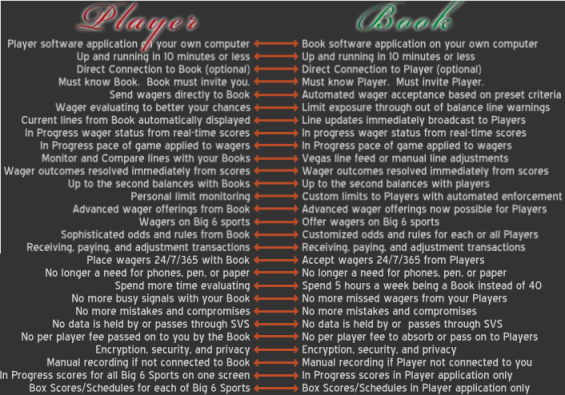 Player Book
Player software application on your own computer Book software application on your own computer
Up and running in 10 minutes or less Up and running in 10 minutes or less
Direct Connection to Book (optional) Direct Connection to Player (optional)
Must know Book. Book must invite you. Must know Player. Must invite Player.
Send wagers directly to Book Automated wager acceptance based on preset criteria
Wager evaluating to better your chances Limit exposure through out of balance line warnings
Current lines from Book automatically displayed Line updates immediately broadcast to Players
In Progress wager status from real-time scores In progress wager status from real-time scores
In Progress pace of game applied to wagers In Progress pace of game applied to wagers
Monitor and Compare lines with your Books Vegas line feed or manual line adjustments
Wager outcomes resolved immediately from scores Wager outcomes resolved immediately from scores
Up to the second balances with Books Up to the second balances with players
Personal limit monitoring Custom limits to Players with automated enforcement
Advanced wager offerings from Book Advanced wager offerings now possible for Players
Wagers on Big 6 sports Offer wagers on Big 6 sports
Sophisticated odds and rules from Book Customized odds and rules for each or all Players
Receiving, paying, and adjustment transactions Receiving, paying, and adjustment transactions
Place wagers 24/7/365 with Book Accept wagers 24/7/365 from Players
No longer a need for phones, pen, or paper No longer a need for phones, pen, or paper
Spend more time evaluating Spend 5 hours a week being a Book instead of 40
No more busy signals with your Book No more missed wagers from your Players
No more mistakes and compromises No more mistakes and compromises
No data is held by or passes through SVS No data is held by or passes through SVS
No per player fee passed on to you by the Book No per player fee to absorb or pass on to Players
Encryption, security, and privacy Encryption, security, and privacy
Manual recording if not connected to Book Manual recording if Player not connected to you
In Progress scores for all Big 6 Sports on one screen In Progress scores in Player application only
Box Scores/Schedules for each of Big 6 Sports Box Scores/Schedules in Player application only